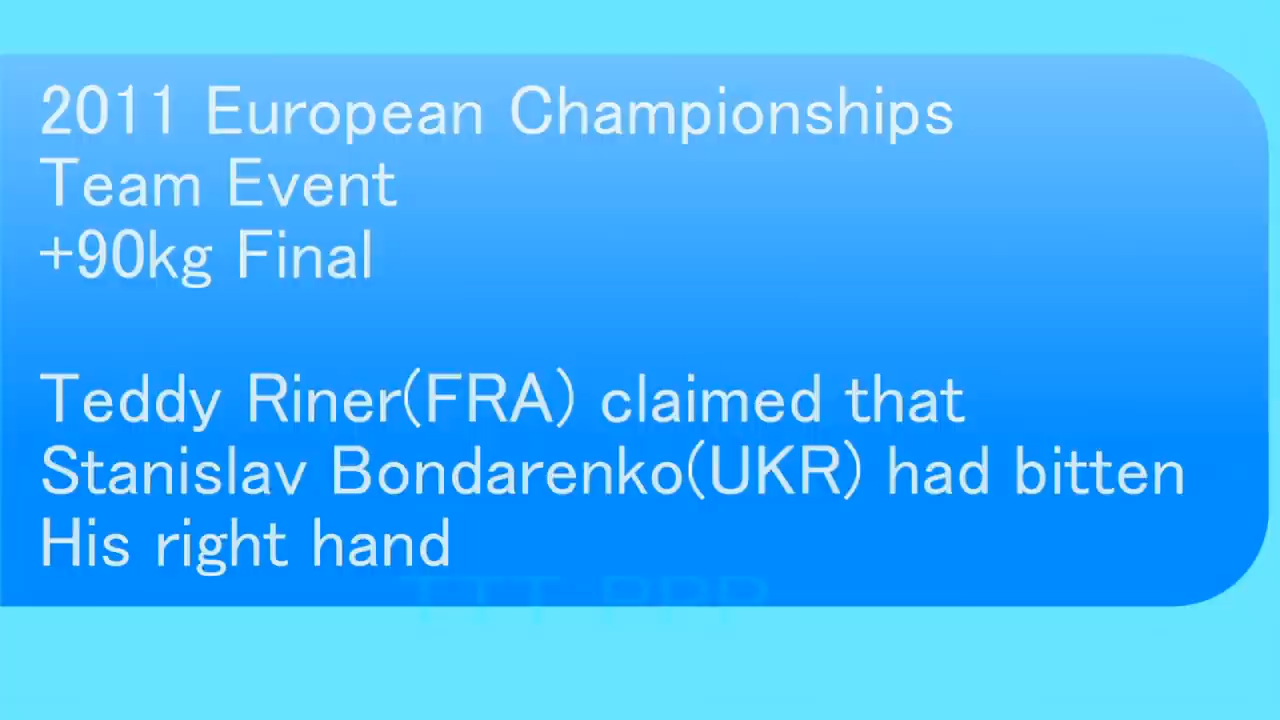 2011 European Championships
Team Event
+90kg Final
Teddy Riner(FRA) claimed that
Stanislav Bondarenko(UKR) had bitten
His right hand